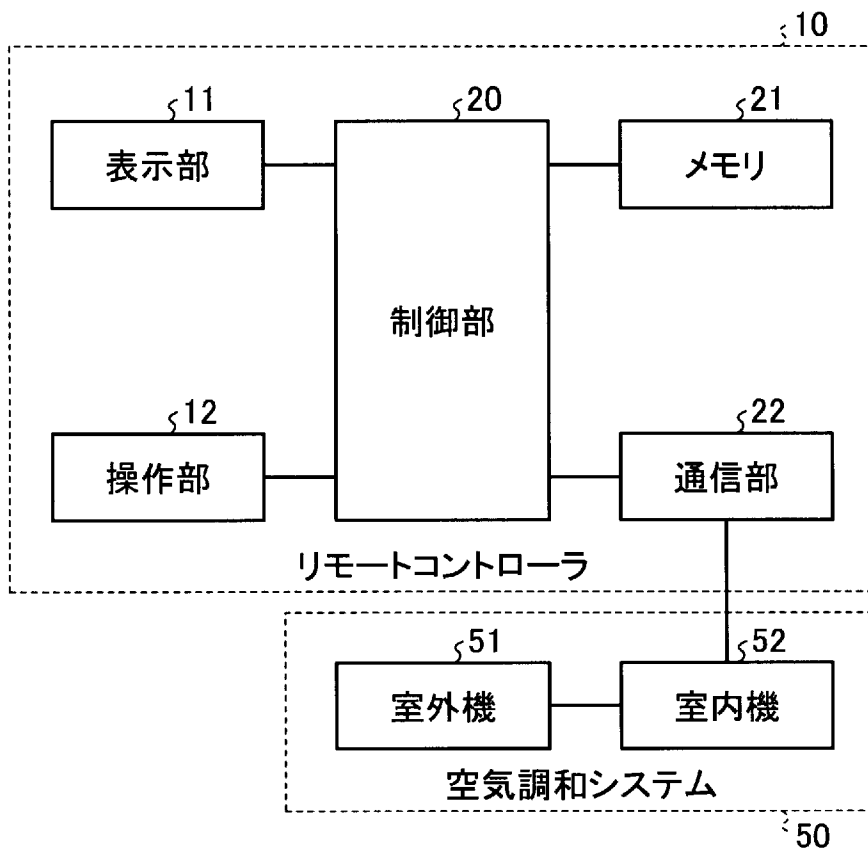 10
11
20
21
表示部
メモリ
制御部
12
22
操作部
通信部
リモートコントローラ
51
52
室外機
室内機
空気調和システム
50